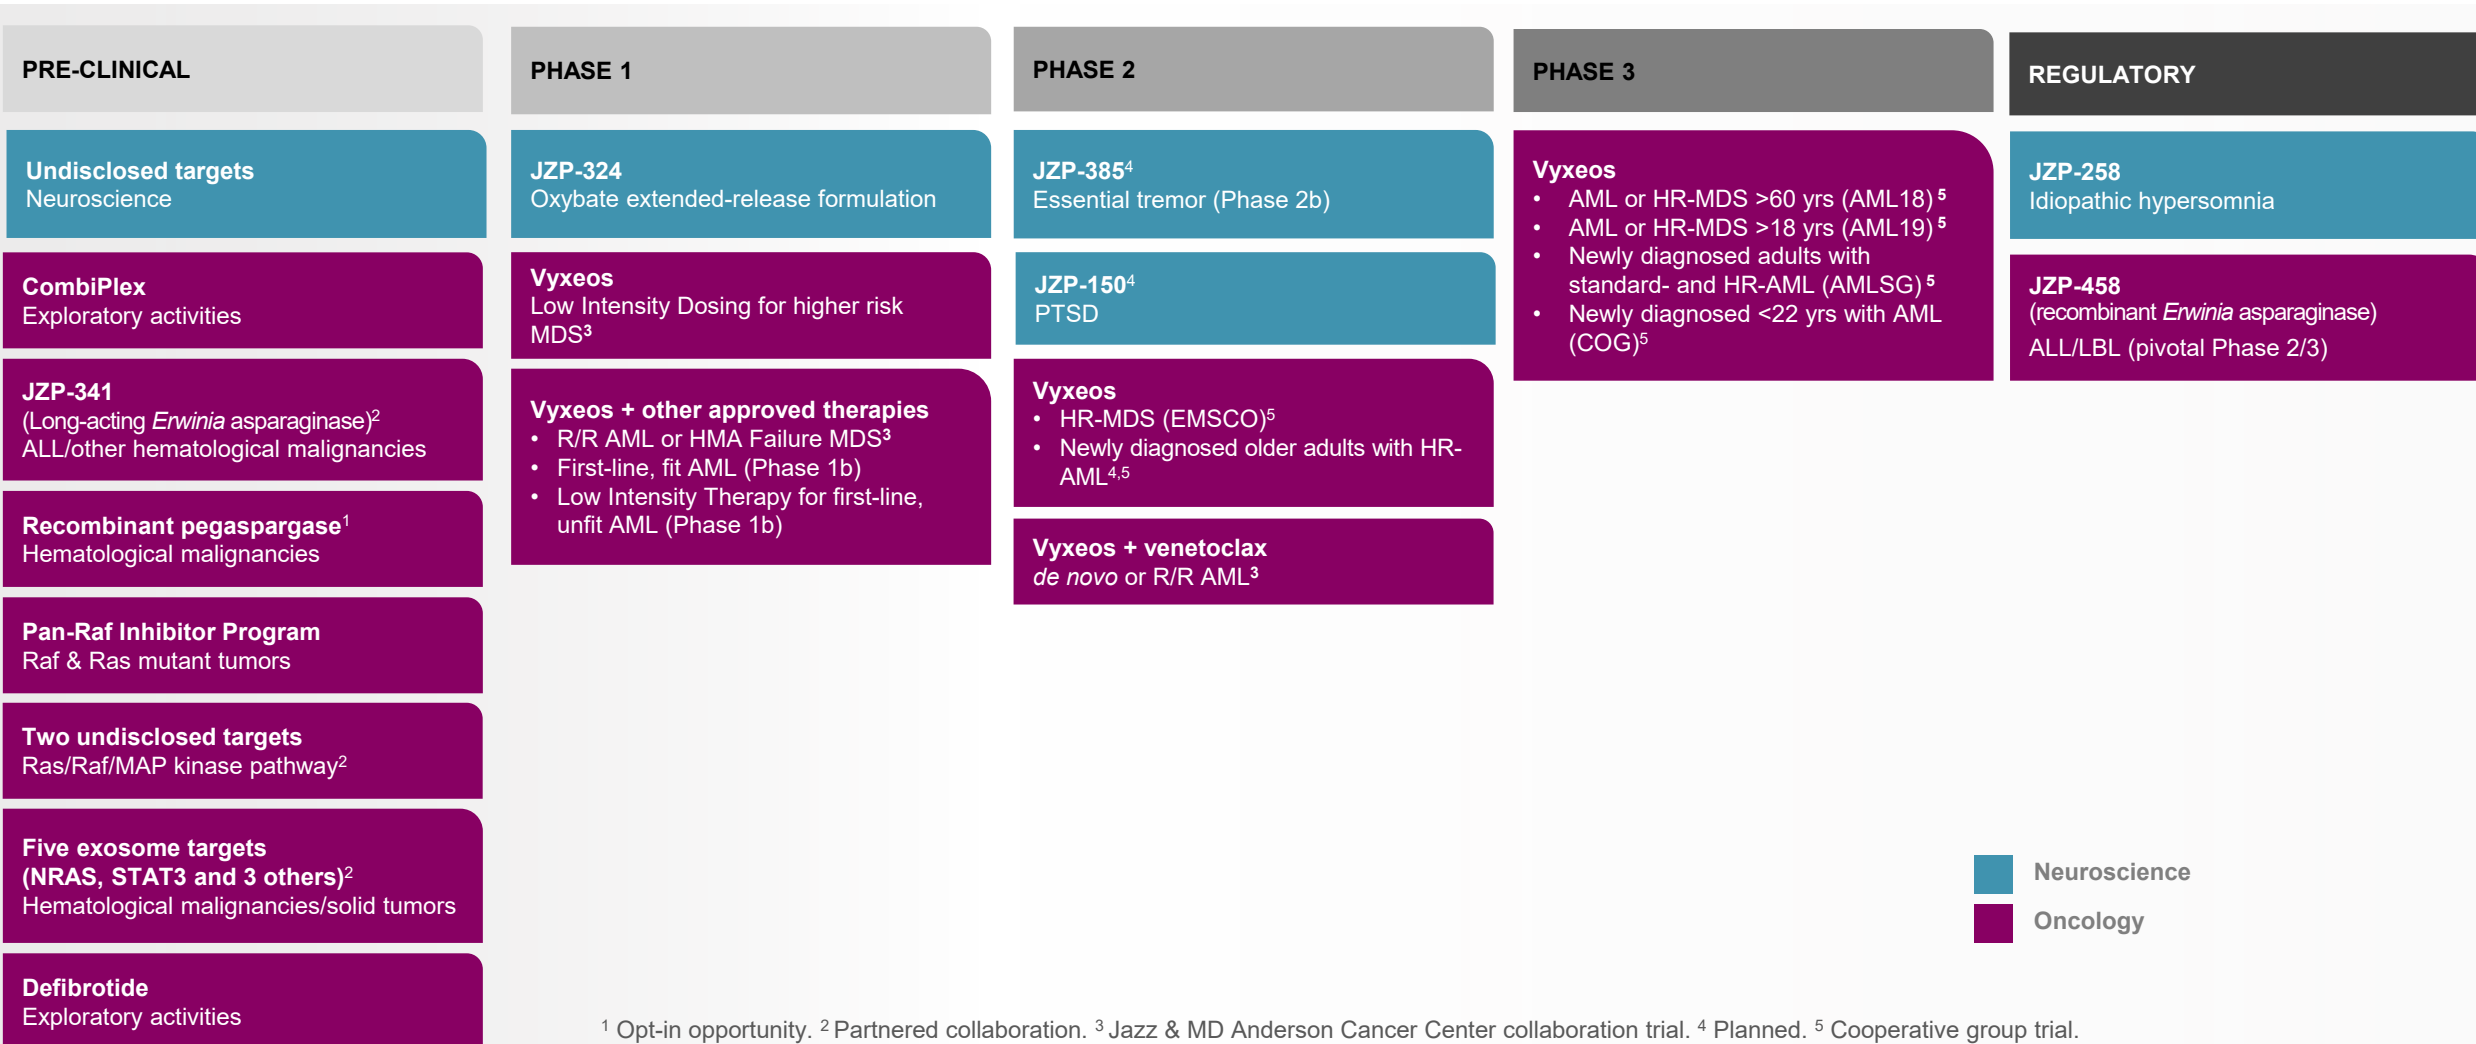 PRE-CLINICAL
Undisclosed targets
Neuroscience
CombiPlex
Exploratory activities
JZP-341
(Long-acting Erwinia asparaginase)²
ALL/other hematological malignancies
Recombinant pegaspargase¹
Hematological malignancies
Pan-Raf Inhibitor Program
Raf & Ras mutant tumors
Two undisclosed targets
Ras/Raf/MAP kinase pathway²
Five exosome targets
(NRAS, STAT3 and 3 others)²
Hematological malignancies/solid tumors
Defibrotide
Exploratory activities
PHASE 1
JZP-324
Oxybate extended-release formulation
Vyxeos
Low Intensity Dosing for higher risk
MDS³
Vyxeos + other approved therapies
• R/R AML or HMA Failure MDS³
• First-line, fit AML (Phase 1b)
• Low Intensity Therapy for first-line,
unfit AML (Phase 1b)
PHASE 2
JZP-385⁴
Essential tremor (Phase 2b)
JZP-150⁴
PTSD
Vyxeos
• HR-MDS (EMSCO)⁵
• Newly diagnosed older adults with HR-
AML⁴,⁵
Vyxeos + venetoclax
de novo or R/R AML³
PHASE 3
Vyxeos
• AML or HR-MDS >60 yrs (AML18) ⁵
• AML or HR-MDS >18 yrs (AML19) ⁵
• Newly diagnosed adults with
standard- and HR-AML (AMLSG) ⁵
• Newly diagnosed <22 yrs with AML
(COG)⁵
REGULATORY
JZP-258
Idiopathic hypersomnia
JZP-458
(recombinant Erwinia asparaginase)
ALL/LBL (pivotal Phase 2/3)
Neuroscience
Oncology
¹ Opt-in opportunity. ² Partnered collaboration. ³ Jazz & MD Anderson Cancer Center collaboration trial. ⁴ Planned. ⁵ Cooperative group trial.